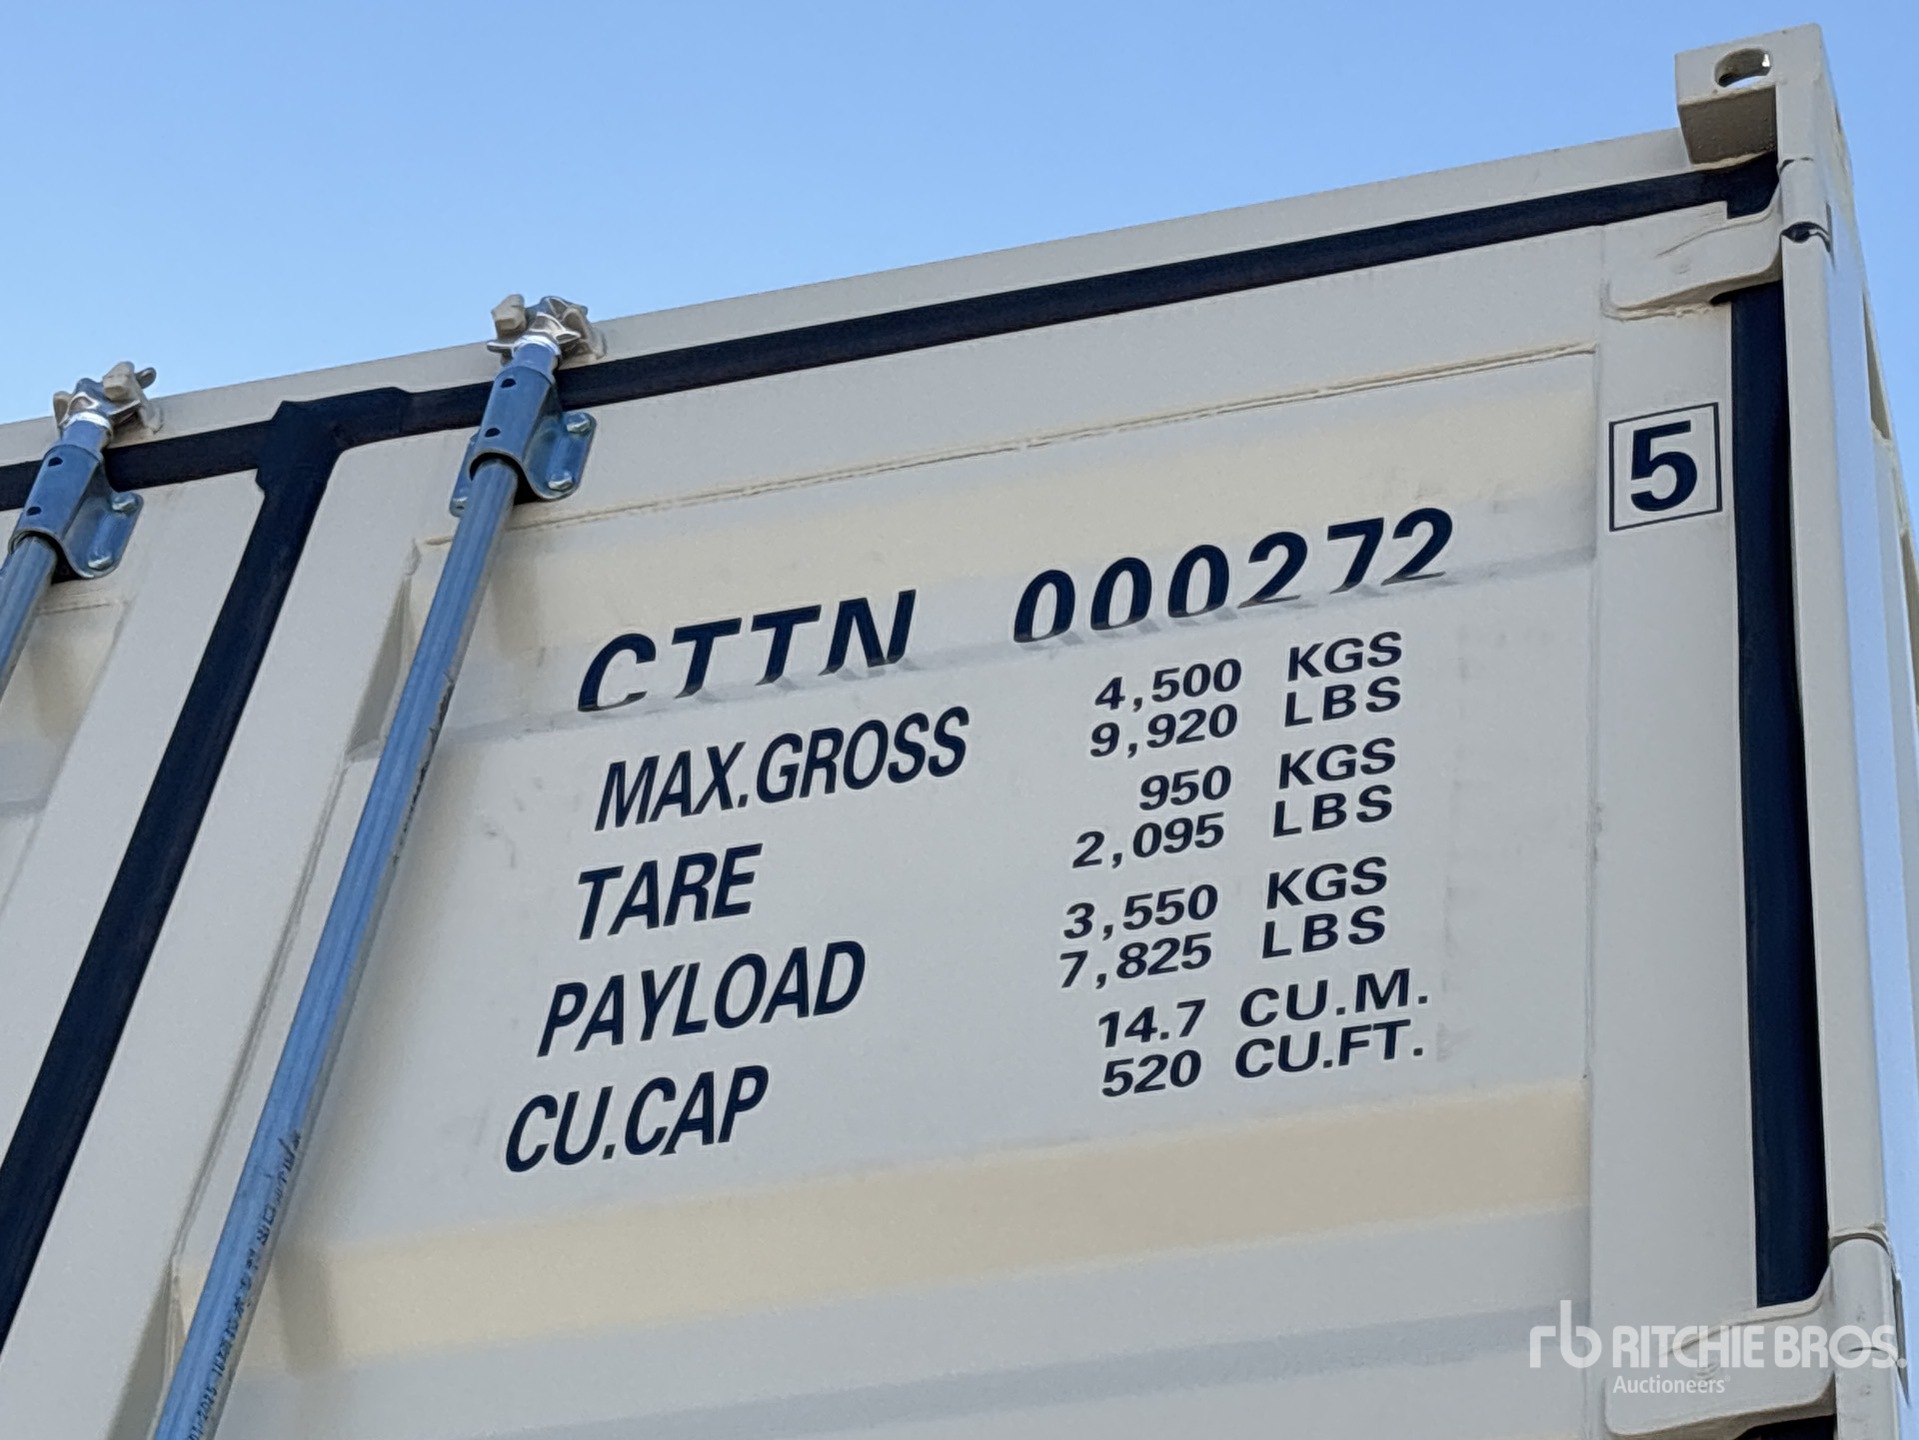 5
CTTN 000272
MAX.GROSS 4,500 KGS
9,920 LBS
TARE 950 KGS
2,095 LBS
PAYLOAD 3,550 KGS
7,825 LBS
CU.CAP 14.7 CU.M.
520 CU.FT.
rb RITCHIE BROS.
Auctioneers